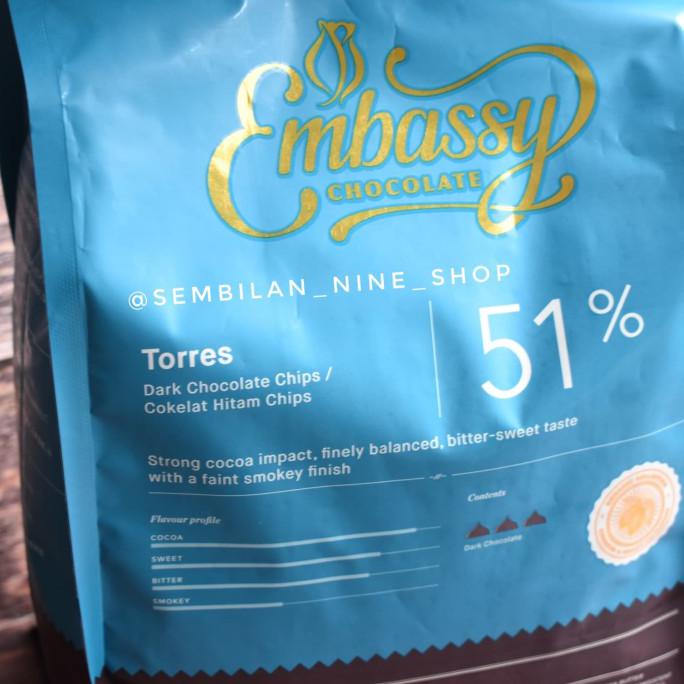 Embassy
CHOCOLATE
@SEMBILAN_NINE_SHOP
51%
Torres
Dark Chocolate Chips /
Cokelat Hitam Chips
Strong cocoa impact, finely balanced, bitter-sweet taste
with a faint smokey finish
Flavour profile
COCOA
SWEET
BITTER
SMOKEY
Contents
Dark Chocolate